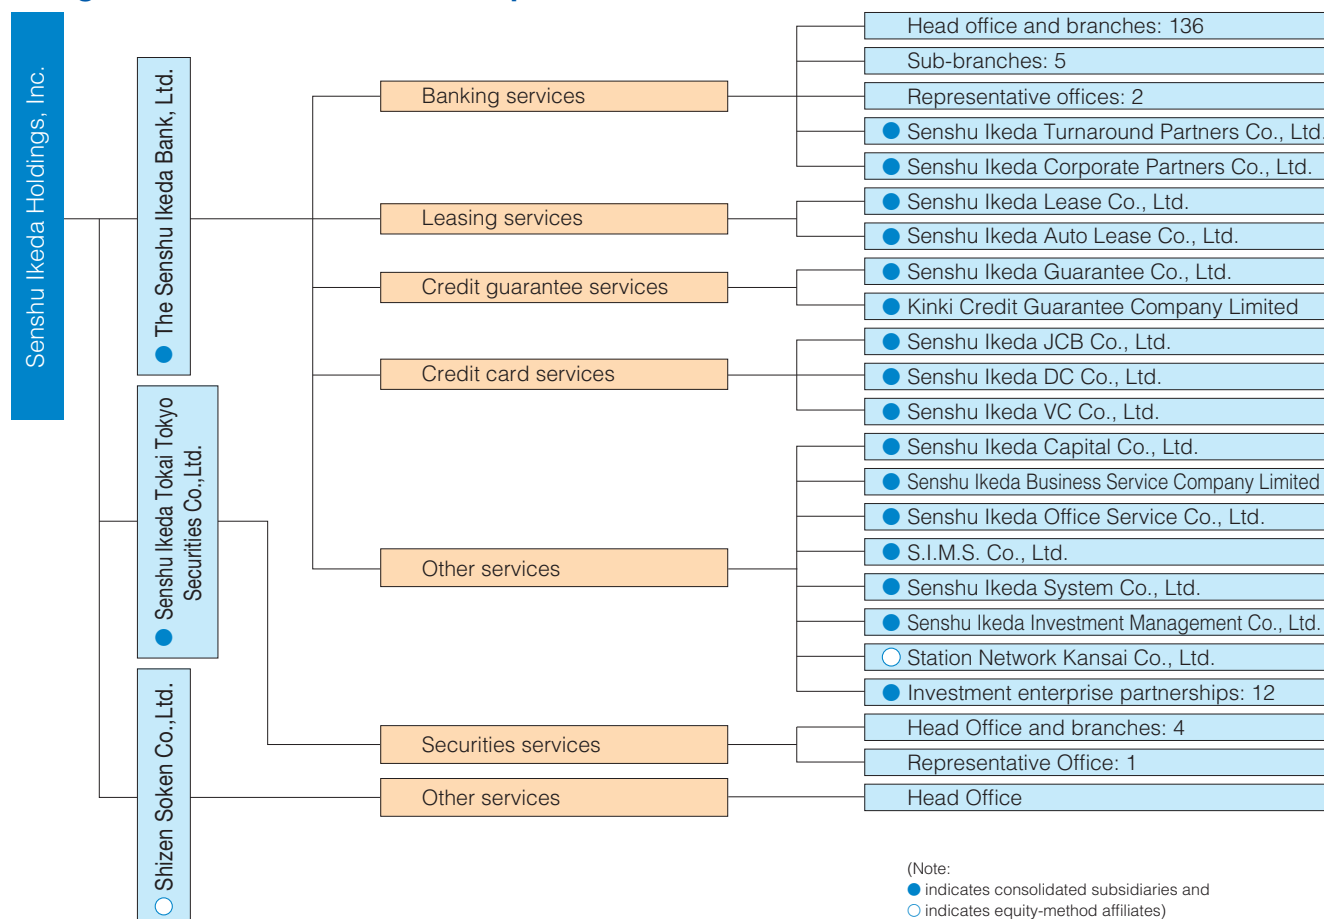 Senshu Ikeda Holdings, Inc.
● The Senshu Ikeda Bank, Ltd.
● Senshu Ikeda Tokai Tokyo
Securities Co.,Ltd.
○ Shizen Soken Co.,Ltd.
Banking services
Leasing services
Credit guarantee services
Credit card services
Other services
Securities services
Other services
Head office and branches: 136
Sub-branches: 5
Representative offices: 2
● Senshu Ikeda Turnaround Partners Co., Ltd.
● Senshu Ikeda Corporate Partners Co., Ltd.
● Senshu Ikeda Lease Co., Ltd.
● Senshu Ikeda Auto Lease Co., Ltd.
● Senshu Ikeda Guarantee Co., Ltd.
● Kinki Credit Guarantee Company Limited
● Senshu Ikeda JCB Co., Ltd.
● Senshu Ikeda DC Co., Ltd.
● Senshu Ikeda VC Co., Ltd.
● Senshu Ikeda Capital Co., Ltd.
● Senshu Ikeda Business Service Company Limited
● Senshu Ikeda Office Service Co., Ltd.
● S.I.M.S. Co., Ltd.
● Senshu Ikeda System Co., Ltd.
● Senshu Ikeda Investment Management Co., Ltd.
○ Station Network Kansai Co., Ltd.
● Investment enterprise partnerships: 12
Head Office and branches: 4
Representative Office: 1
Head Office
(Note:
● indicates consolidated subsidiaries and
○ indicates equity-method affiliates)